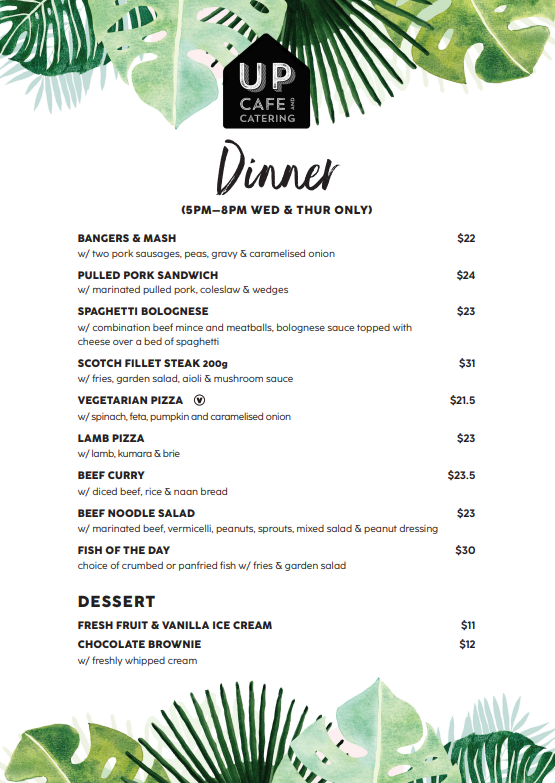 UP
CAFE AND
CATERING
Dinner
(5PM–8PM WED & THUR ONLY)
BANGERS & MASH $22
w/ two pork sausages, peas, gravy & caramelised onion
PULLED PORK SANDWICH $24
w/ marinated pulled pork, coleslaw & wedges
SPAGHETTI BOLOGNESE $23
w/ combination beef mince and meatballs, bolognese sauce topped with
cheese over a bed of spaghetti
SCOTCH FILLET STEAK 200g $31
w/ fries, garden salad, aioli & mushroom sauce
VEGETARIAN PIZZA V $21.5
w/ spinach, feta, pumpkin and caramelised onion
LAMB PIZZA $23
w/ lamb, kumara & brie
BEEF CURRY $23.5
w/ diced beef, rice & naan bread
BEEF NOODLE SALAD $23
w/ marinated beef, vermicelli, peanuts, sprouts, mixed salad & peanut dressing
FISH OF THE DAY $30
choice of crumbed or panfried fish w/ fries & garden salad
DESSERT
FRESH FRUIT & VANILLA ICE CREAM $11
CHOCOLATE BROWNIE $12
w/ freshly whipped cream